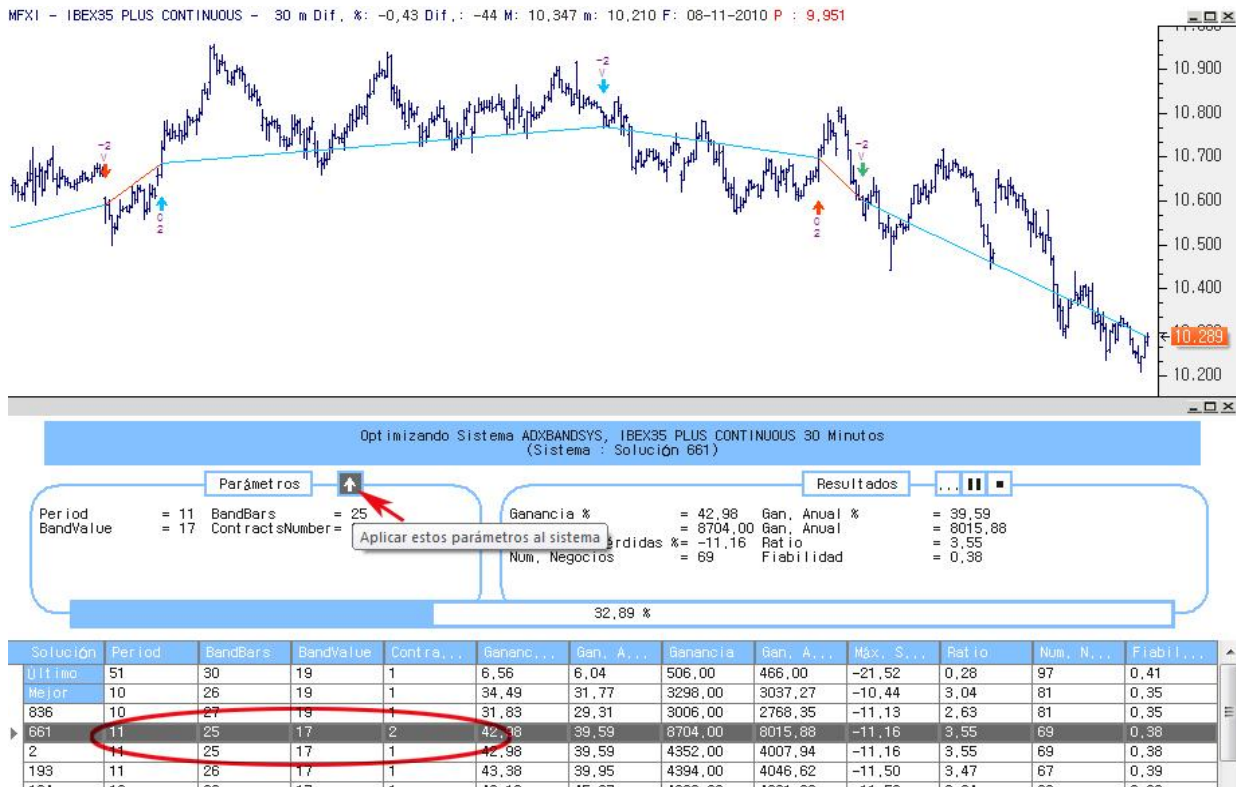 MFXI - IBEX35 PLUS CONTINUOUS - 30 m Dif. %: -0,43 Dif.: -44 M: 10.347 m: 10.210 F: 08-11-2010 P : 9.951
10.900
10.800
10.700
10.600
10.500
10.400
10.289
10.200
-2
V
C
2
-2
V
C
2
-2
V
Optimizando Sistema ADXBANDSYS, IBEX35 PLUS CONTINUOUS 30 Minutos
(Sistema : Solución 661)
Parámetros
Period = 11 BandBars = 25
BandValue = 17 ContractsNumber=
Aplicar estos parámetros al sistema
Resultados ...
Ganancia % = 42,98 Gan. Anual % = 39,59
= 8704,00 Gan. Anual = 8015,88
%= -11,16 Ratio = 3,55
Num. Negocios = 69 Fiabilidad = 0,38
32,89 %
Solución Period BandBars BandValue Contra... Gananc... Gan. A... Ganancia Gan. A... Máx. S... Ratio Num. N... Fiabil...
Último 51 30 19 1 6,56 6,04 506,00 466,00 -21,52 0,28 97 0,41
Mejor 10 26 19 1 34,49 31,77 3298,00 3037,27 -10,44 3,04 81 0,35
836 10 27 19 1 31,83 29,31 3006,00 2768,35 -11,13 2,63 81 0,35
661 11 25 17 2 42,98 39,59 8704,00 8015,88 -11,16 3,55 69 0,38
2 11 25 17 1 42,98 39,59 4352,00 4007,94 -11,16 3,55 69 0,38
193 11 26 17 1 43,38 39,95 4394,00 4046,62 -11,50 3,47 67 0,39